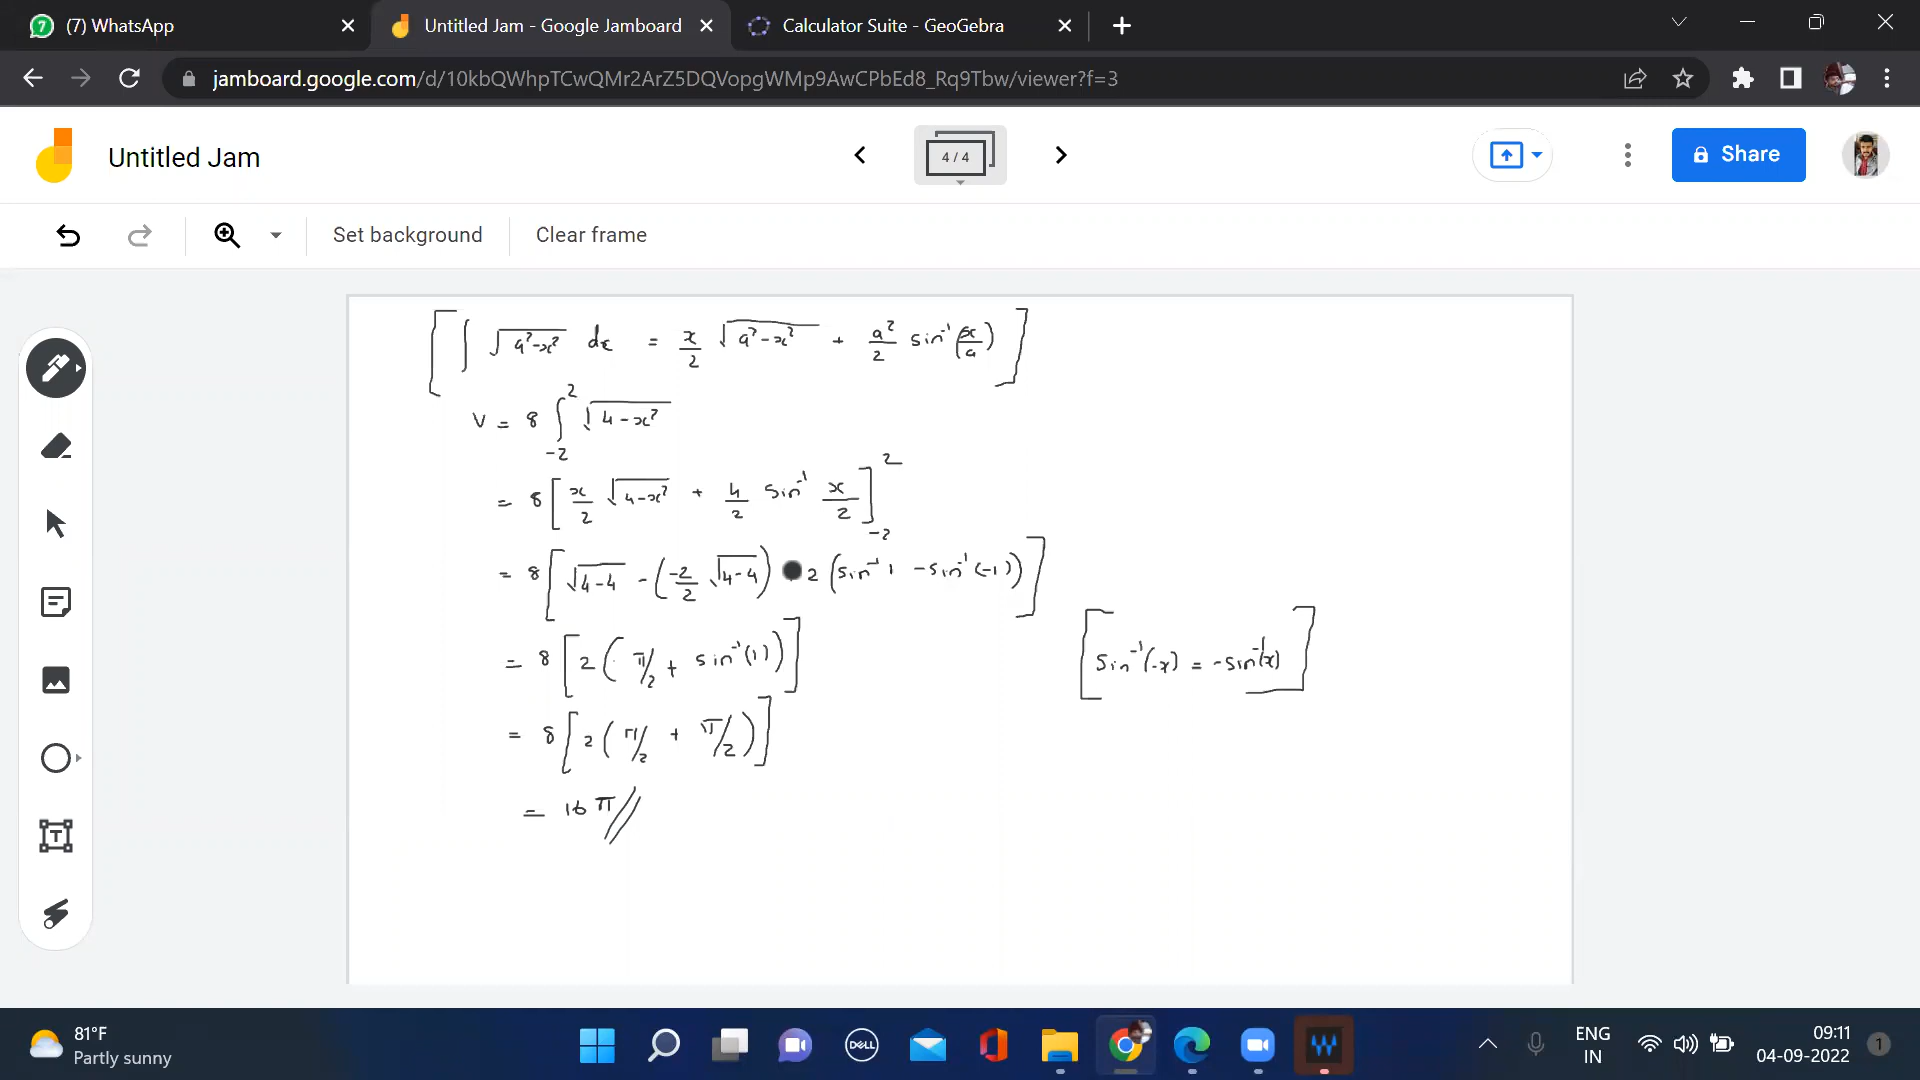 (7) WhatsApp
Untitled Jam - Google Jamboard
Calculator Suite - GeoGebra
jamboard.google.com/d/10kbQWhpTCwQMr2ArZ5DQVopgWMp9AwCPbEd8_Rq9Tbw/viewer?f=3
Untitled Jam
4 / 4
Share
Set background
Clear frame
[∫ √(a²-x²) dx = x/2 √(a²-x²) + a²/2 sin⁻¹(x/a)]
V = 8 ∫₋₂² √(4-x²)
= 8 [x/2 √(4-x²) + 4/2 sin⁻¹ x/2]₋₂²
= 8 [√(4-4) - (-2/2 √(4-4)) 2 (sin⁻¹ 1 - sin⁻¹(-1))]
= 8 [2 (π/2 + sin⁻¹(1))]
[sin⁻¹(-x) = -sin⁻¹(x)]
= 8 [2 (π/2 + π/2)]
= 16 π //
81°F
Partly sunny
DELL
ENG
IN
09:11
04-09-2022
1